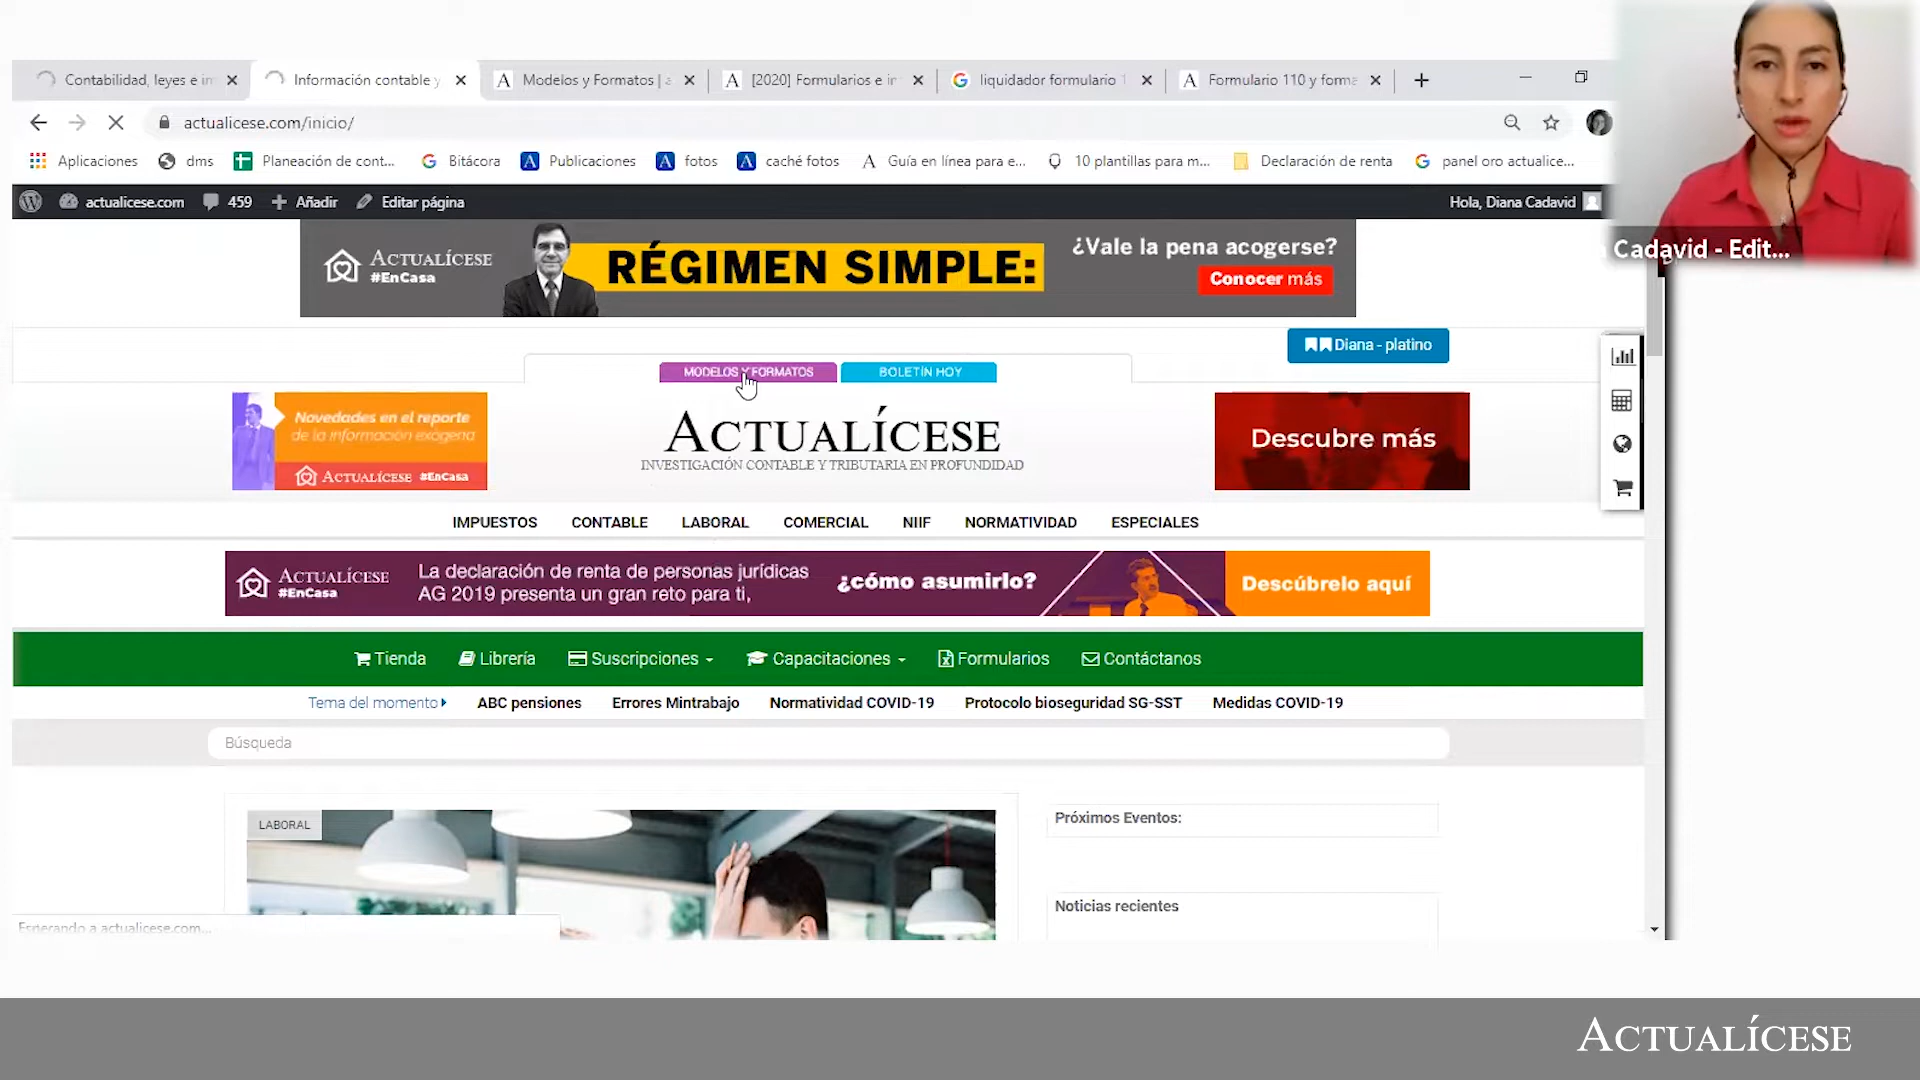 Contabilidad, leyes e im
Información contable y
Modelos y Formatos | a
[2020] Formularios e in
liquidador formulario 1
Formulario 110 y forma
actualicese.com/inicio/
Aplicaciones
dms
Planeación de cont...
Bitácora
Publicaciones
fotos
caché fotos
Guía en línea para e...
10 plantillas para m...
Declaración de renta
panel oro actualice...
actualicese.com
459
Añadir
Editar página
Hola, Diana Cadavid
Cadavid - Edit...
ACTUALÍCESE
#EnCasa
RÉGIMEN SIMPLE:
¿Vale la pena acogerse?
Conocer más
Diana - platino
MODELOS Y FORMATOS
BOLETÍN HOY
Novedades en el reporte
de la información exógena
ACTUALÍCESE #EnCasa
ACTUALÍCESE
INVESTIGACIÓN CONTABLE Y TRIBUTARIA EN PROFUNDIDAD
Descubre más
IMPUESTOS
CONTABLE
LABORAL
COMERCIAL
NIIF
NORMATIVIDAD
ESPECIALES
ACTUALÍCESE
#EnCasa
La declaración de renta de personas jurídicas
AG 2019 presenta un gran reto para ti,
¿cómo asumirlo?
Descúbrelo aquí
Tienda
Librería
Suscripciones
Capacitaciones
Formularios
Contáctanos
Tema del momento
ABC pensiones
Errores Mintrabajo
Normatividad COVID-19
Protocolo bioseguridad SG-SST
Medidas COVID-19
Búsqueda
LABORAL
Próximos Eventos:
Noticias recientes
Esperando a actualicese.com...
ACTUALÍCESE